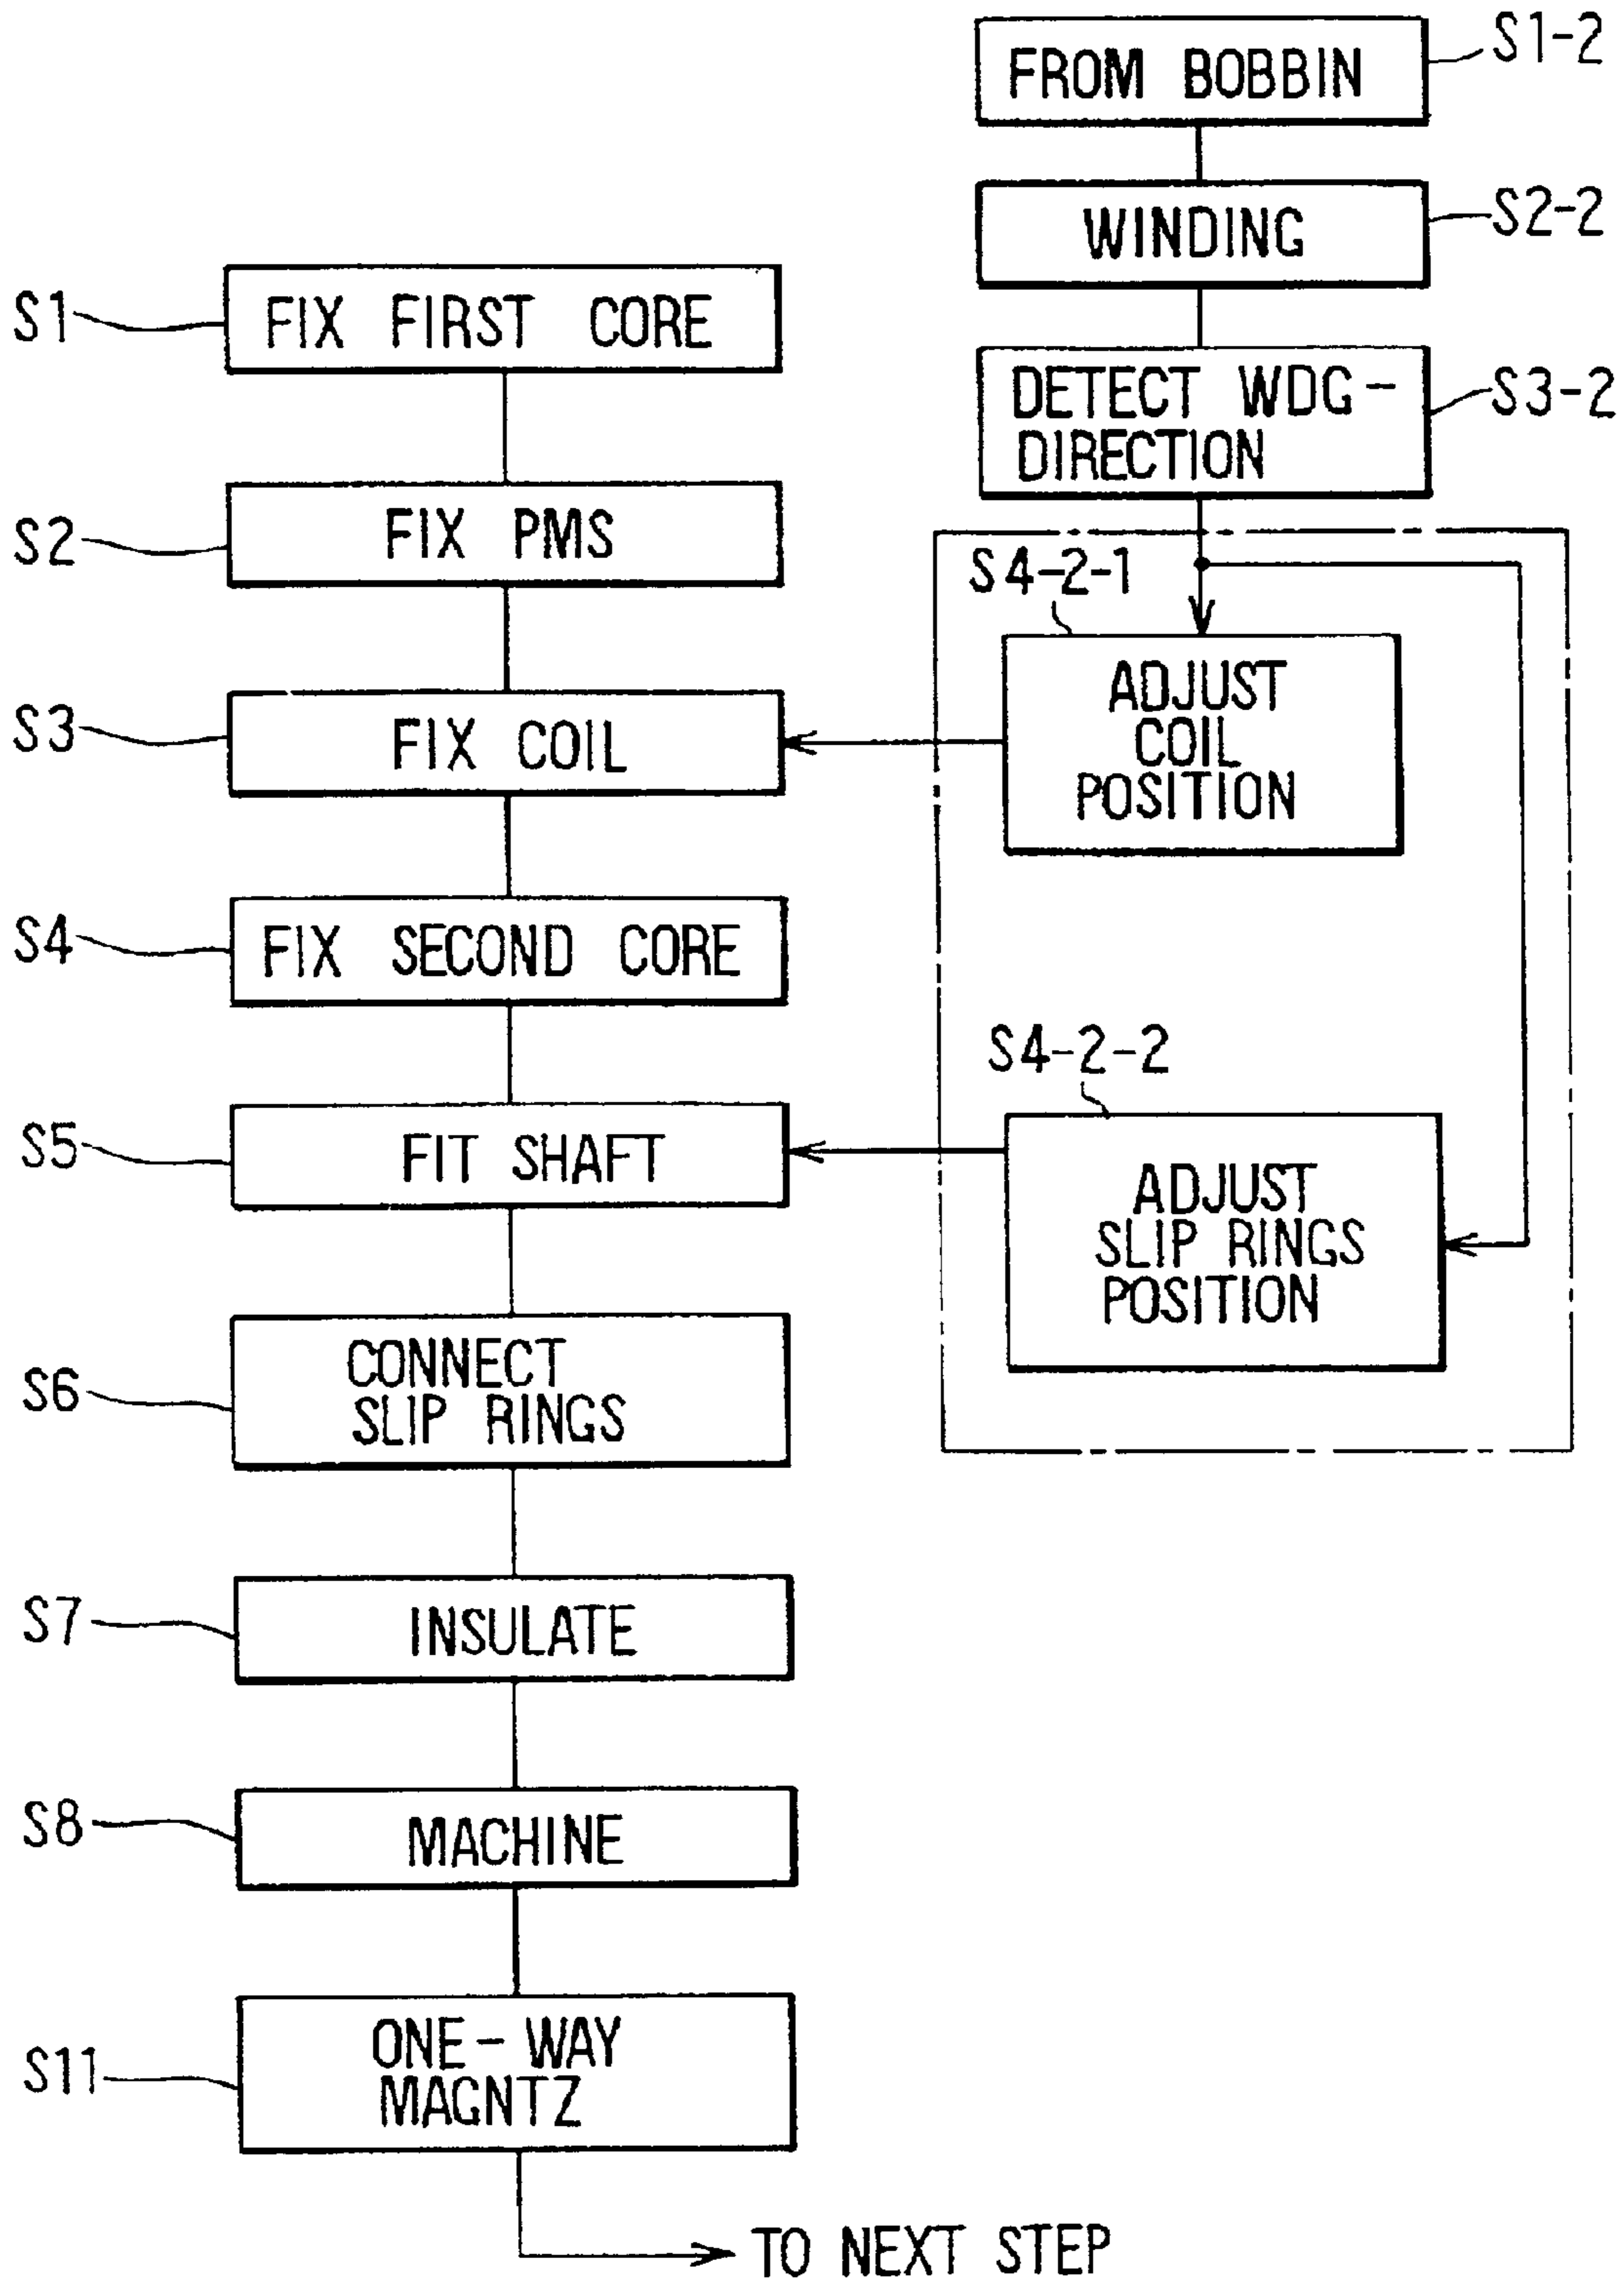 FROM BOBBIN
S1-2
WINDING
S2-2
DETECT WDG-
DIRECTION
S3-2
S1
FIX FIRST CORE
S2
FIX PMS
S3
FIX COIL
S4
FIX SECOND CORE
S5
FIT SHAFT
S6
CONNECT
SLIP RINGS
S7
INSULATE
S8
MACHINE
S11
ONE-WAY
MAGNTZ
TO NEXT STEP
S4-2-1
ADJUST
COIL
POSITION
S4-2-2
ADJUST
SLIP RINGS
POSITION